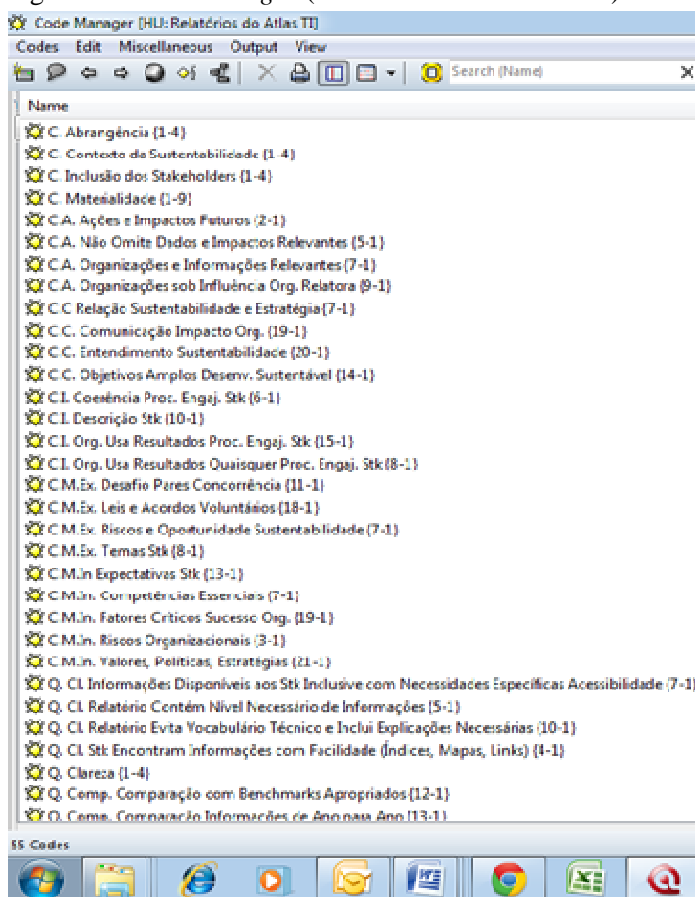 Code Manager [HU: Relatórios do Atlas TI]
Codes Edit Miscellaneous Output View
Search (Name)
Name
C. Abrangência {1-4}
C. Contexto da Sustentabilidade {1-4}
C. Inclusão dos Stakeholders {1-4}
C. Materialidade {1-9}
C.A. Ações e Impactos Futuros {2-1}
C.A. Não Omite Dados e Impactos Relevantes {5-1}
C.A. Organizações e Informações Relevantes {7-1}
C.A. Organizações sob Influência Org. Relatora {9-1}
C.C Relação Sustentabilidade e Estratégia {7-1}
C.C. Comunicação Impacto Org. {19-1}
C.C. Entendimento Sustentabilidade {20-1}
C.C. Objetivos Amplos Desenv. Sustentável {14-1}
C.I. Coerência Proc. Engaj. Stk {6-1}
C.I. Descrição Stk {10-1}
C.I. Org. Usa Resultados Proc. Engaj. Stk {15-1}
C.I. Org. Usa Resultados Quaisquer Proc. Engaj. Stk {8-1}
C.M.Ex. Desafio Pares Concorrência {11-1}
C.M.Ex. Leis e Acordos Voluntários {18-1}
C.M.Ex. Riscos e Oportunidade Sustentabilidade {7-1}
C.M.Ex. Temas Stk {8-1}
C.M.In Expectativas Stk {13-1}
C.M.In. Competências Essenciais {7-1}
C.M.In. Fatores Críticos Sucesso Org. {19-1}
C.M.In. Riscos Organizacionais {3-1}
C.M.In. Valores, Políticas, Estratégias {21-1}
Q. Cl. Informações Disponíveis aos Stk Inclusive com Necessidades Específicas Acessibilidade {7-1}
Q. Cl. Relatório Contém Nível Necessário de Informações {5-1}
Q. Cl. Relatório Evita Vocabulário Técnico e Inclui Explicações Necessárias {10-1}
Q. Cl. Stk Encontram Informações com Facilidade (Índices, Mapas, Links) {4-1}
Q. Clareza {1-4}
Q. Comp. Comparação com Benchmarks Apropriados {12-1}
Q. Comp. Comparação Informações de Ano para Ano {13-1}
55 Codes